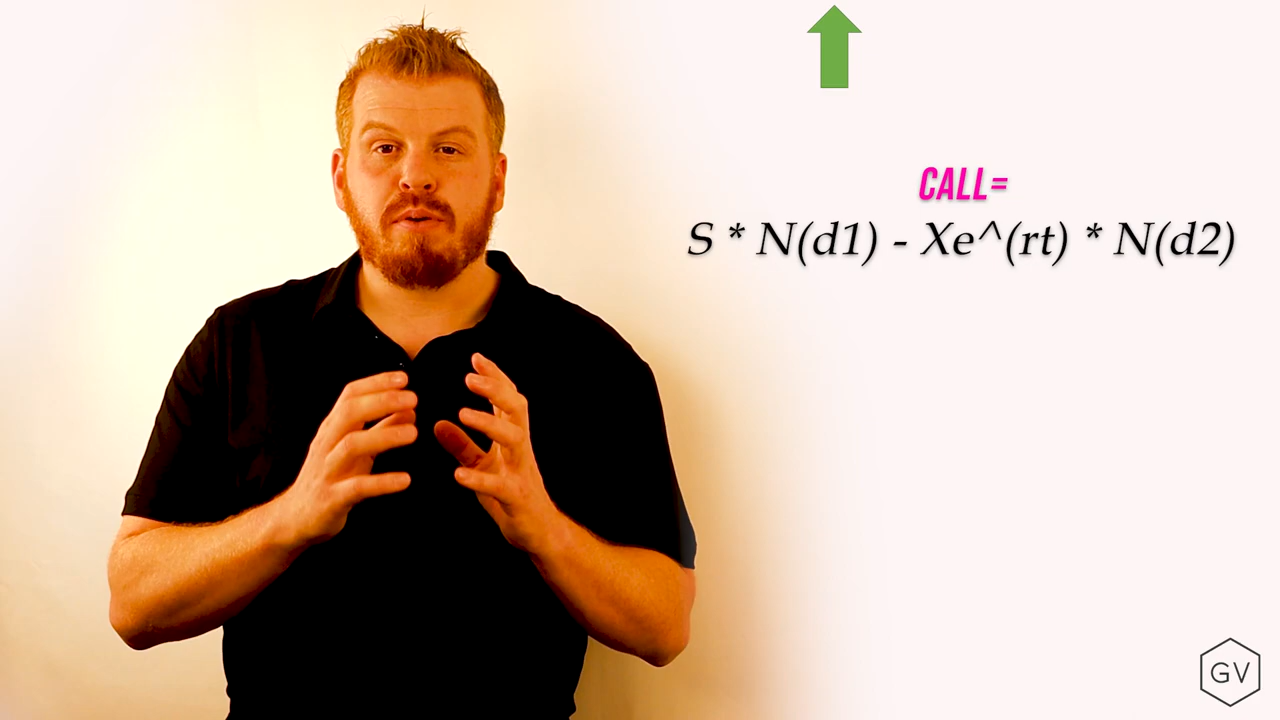 CALL=
S * N(d1) - Xe^(rt) * N(d2)
GV